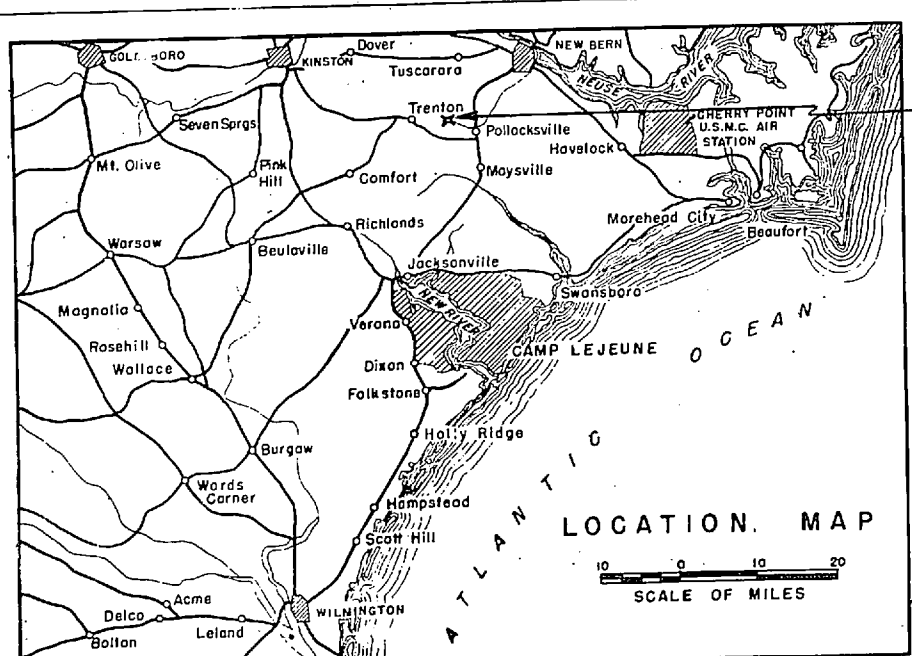 GOLDSBORO
KINSTON
Dover
Tuscarora
NEW BERN
NEUSE RIVER
Trenton
Pollocksville
CHERRY POINT
U.S.M.C. AIR
STATION
Seven Sprgs.
Havelock
Mt. Olive
Pink
Hill
Comfort
Maysville
Morehead City
Beaufort
Richlands
Warsaw
Beulaville
Jacksonville
Swansboro
NEW RIVER
Magnolia
Verona
Rosehill
CAMP LEJEUNE
Wallace
Dixon
Folkstone
ATLANTIC OCEAN
Holly Ridge
Burgaw
Wards
Corner
Hampstead
Scott Hill
LOCATION. MAP
10 0 10 20
SCALE OF MILES
Acme
WILMINGTON
Delco
Leland
Bolton